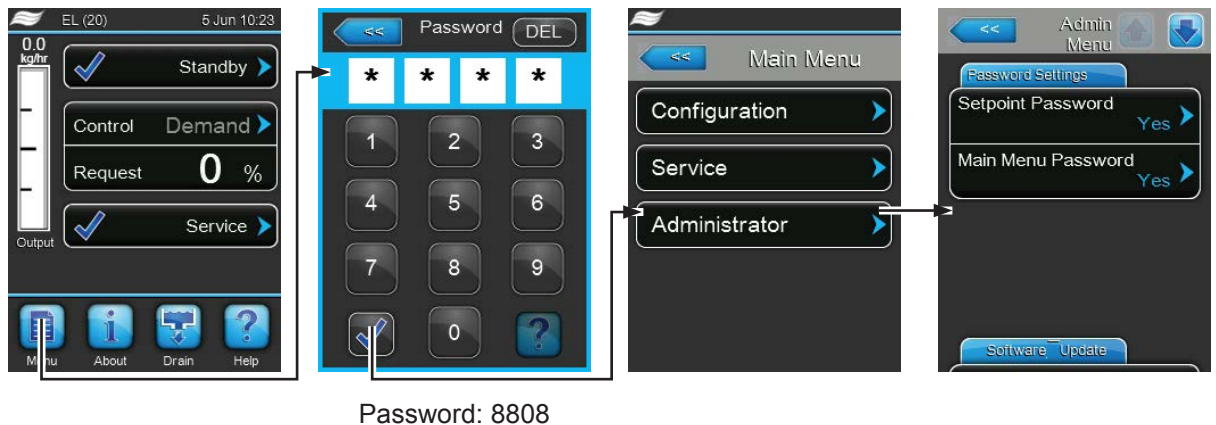 EL (20) 5 Jun 10:23
0.0
kg/hr
Standby
Control Demand
Request 0 %
Service
Output
Menu About Drain Help
<< Password DEL
* * * *
1 2 3
4 5 6
7 8 9
0 ?
Password: 8808
<< Main Menu
Configuration
Service
Administrator
<< Admin
Menu
Password Settings
Setpoint Password
Yes
Main Menu Password
Yes
Software Update